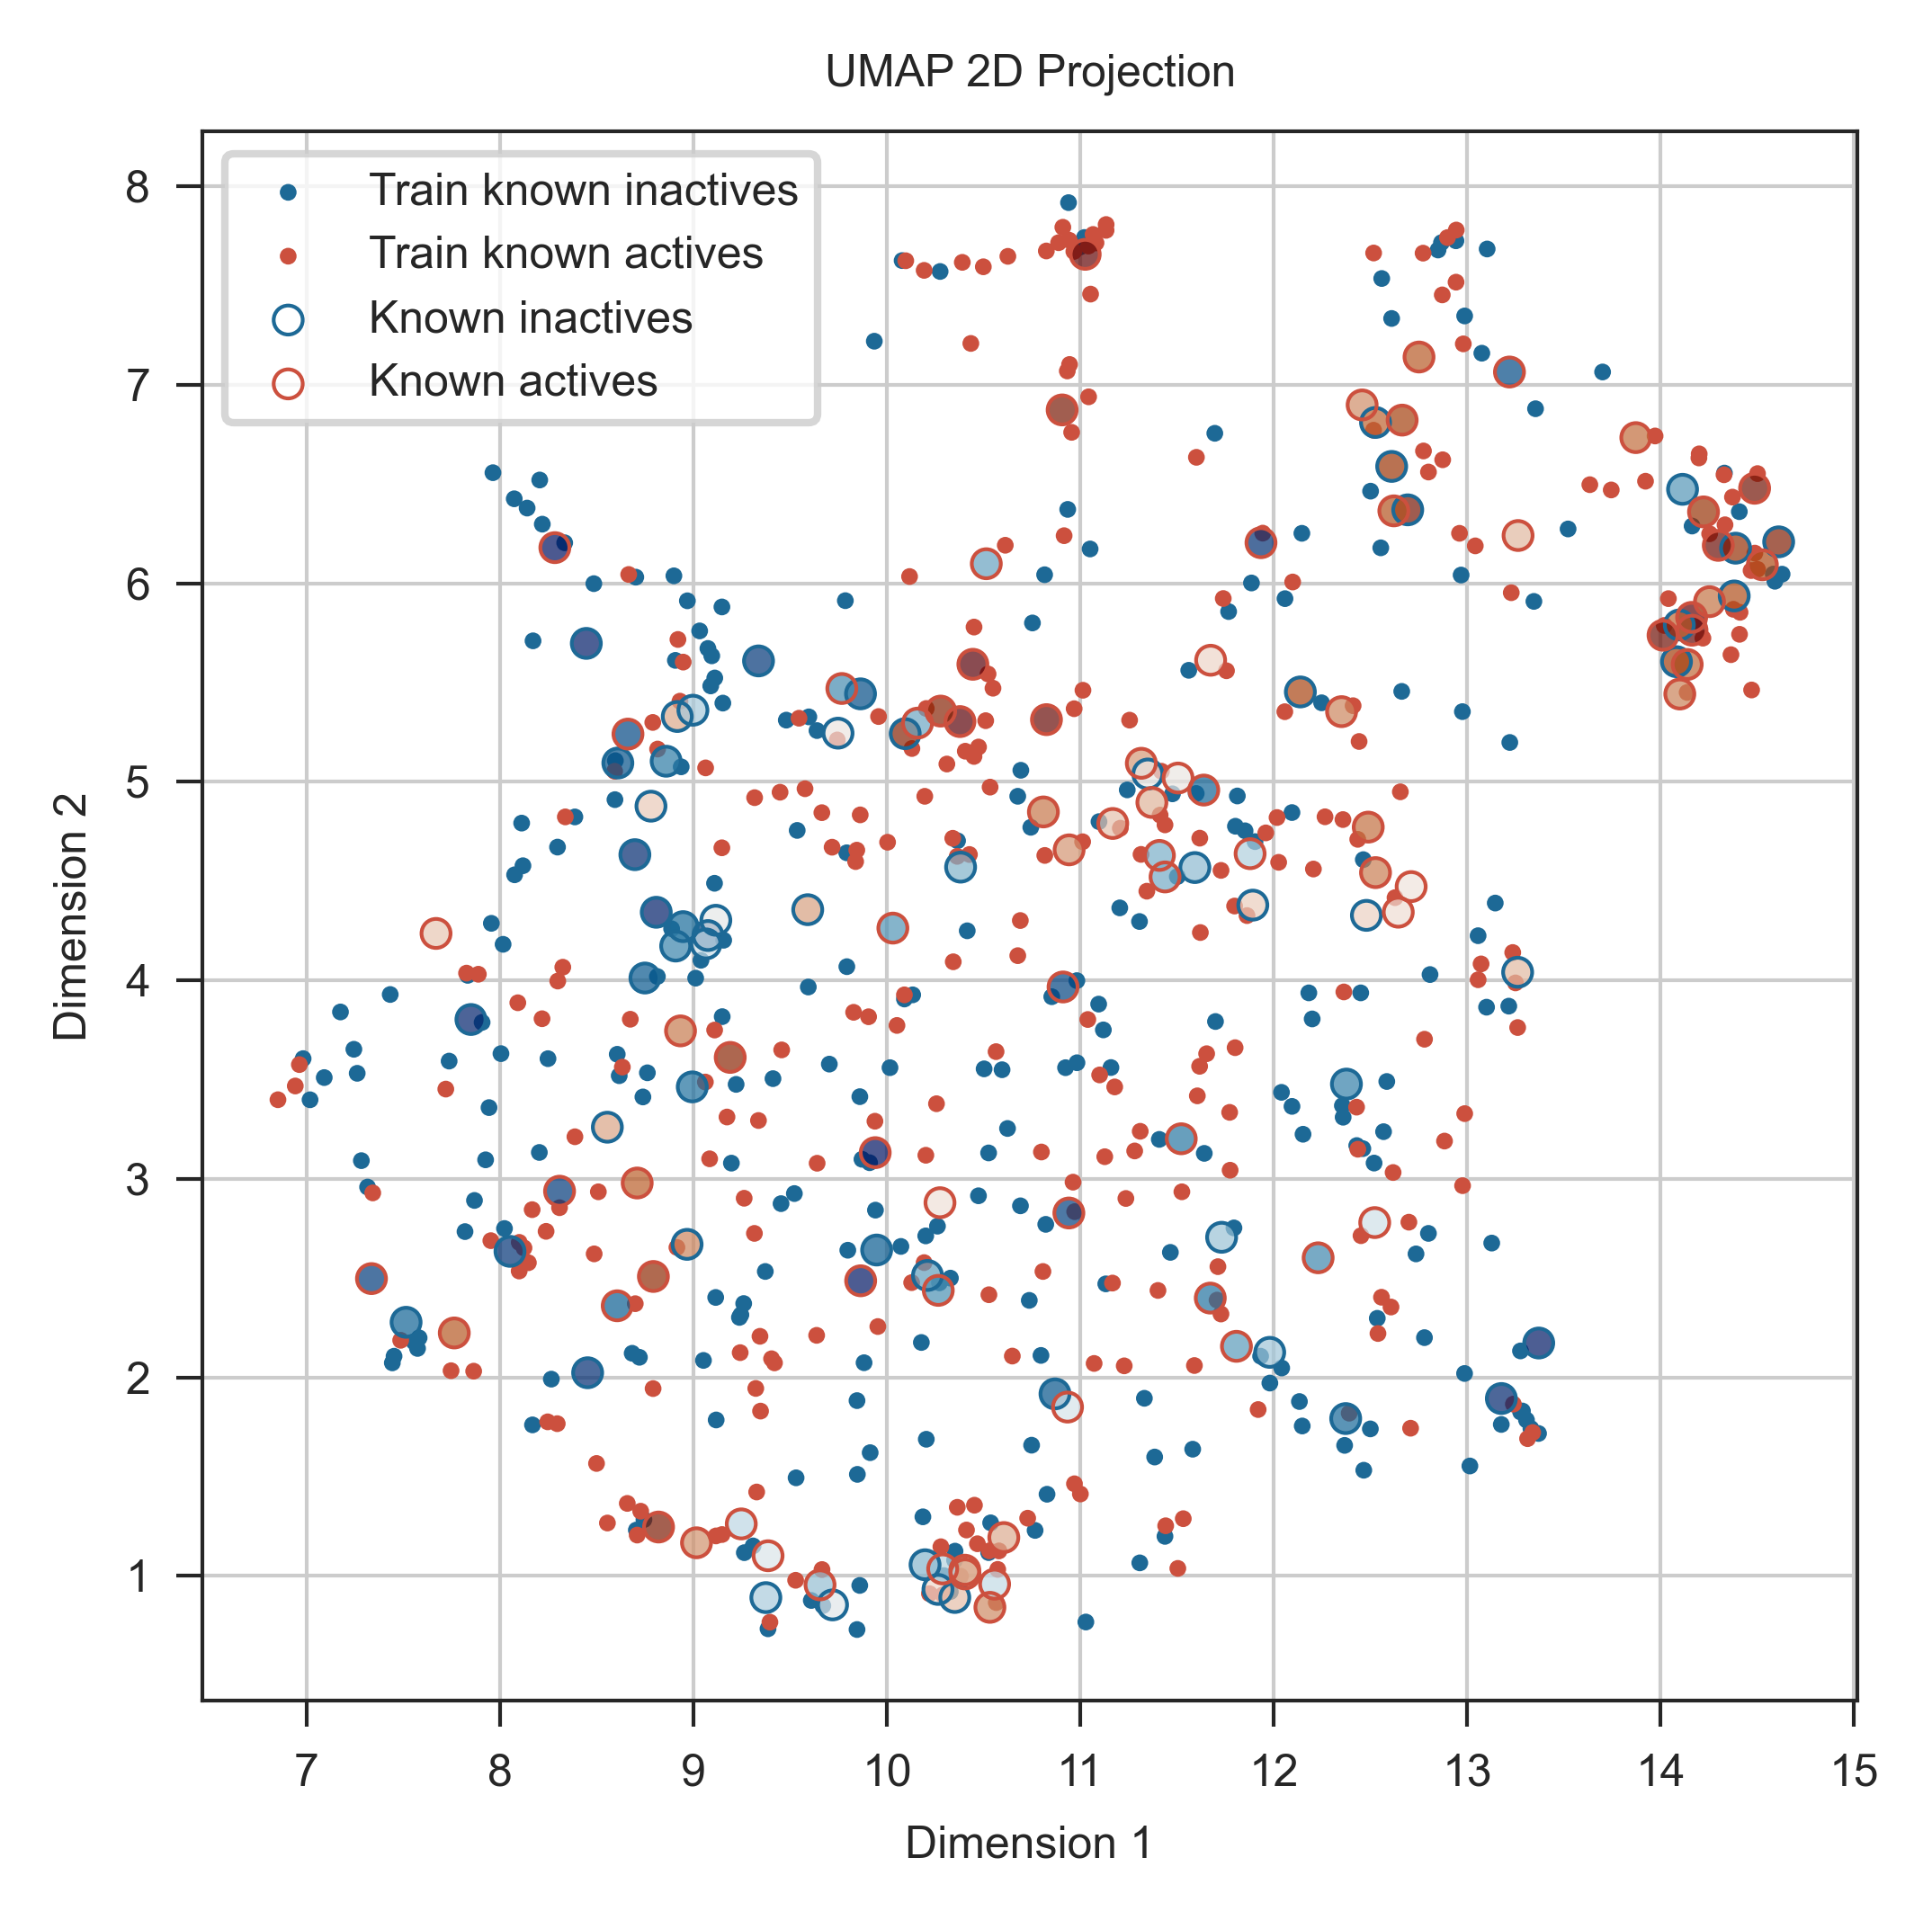 UMAP 2D Projection
Train known inactives
Train known actives
Known inactives
Known actives
8
7
6
5
4
3
2
1
Dimension 2
7 8 9 10 11 12 13 14 15
Dimension 1